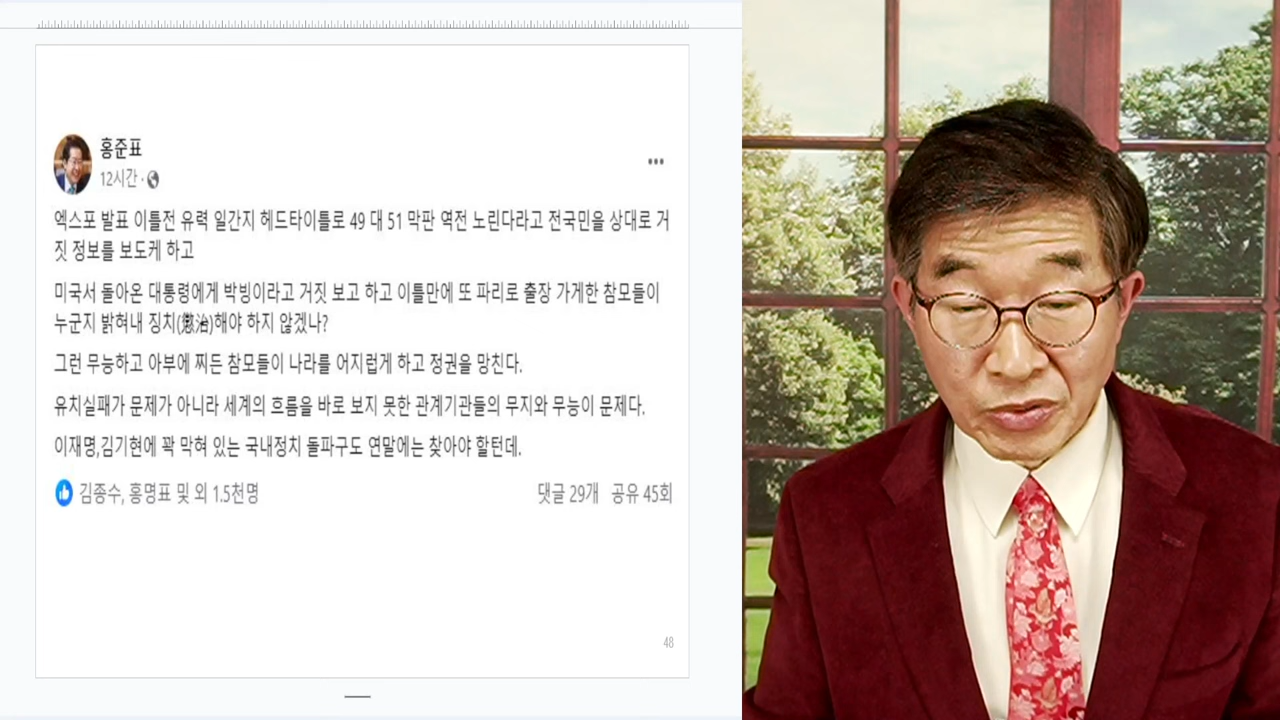 홍준표
12시간 ·
엑스포 발표 이틀전 유력 일간지 헤드타이틀로 49 대 51 막판 역전 노린다라고 전국민을 상대로 거
짓 정보를 보도케 하고
미국서 돌아온 대통령에게 박빙이라고 거짓 보고 하고 이틀만에 또 파리로 출장 가게한 참모들이
누군지 밝혀내 징치(懲治)해야 하지 않겠나?
그런 무능하고 아부에 찌든 참모들이 나라를 어지럽게 하고 정권을 망친다.
유치실패가 문제가 아니라 세계의 흐름을 바로 보지 못한 관계기관들의 무지와 무능이 문제다.
이재명,김기현에 꽉 막혀 있는 국내정치 돌파구도 연말에는 찾아야 할턴데.
김종수, 홍명표 및 외 1.5천명
댓글 29개 공유 45회
48